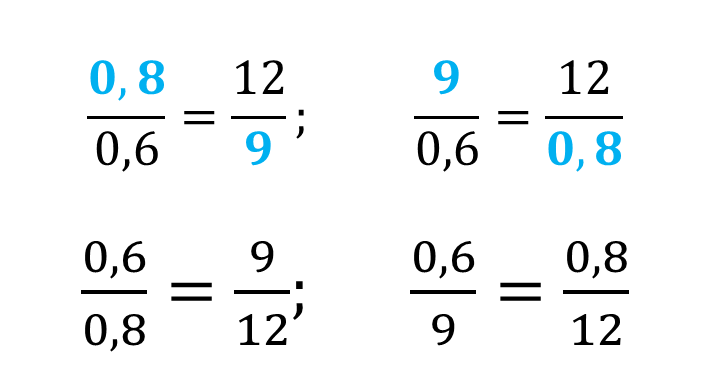 0,8/0,6 = 12/9; 9/0,6 = 12/0,8
0,6/0,8 = 9/12; 0,6/9 = 0,8/12